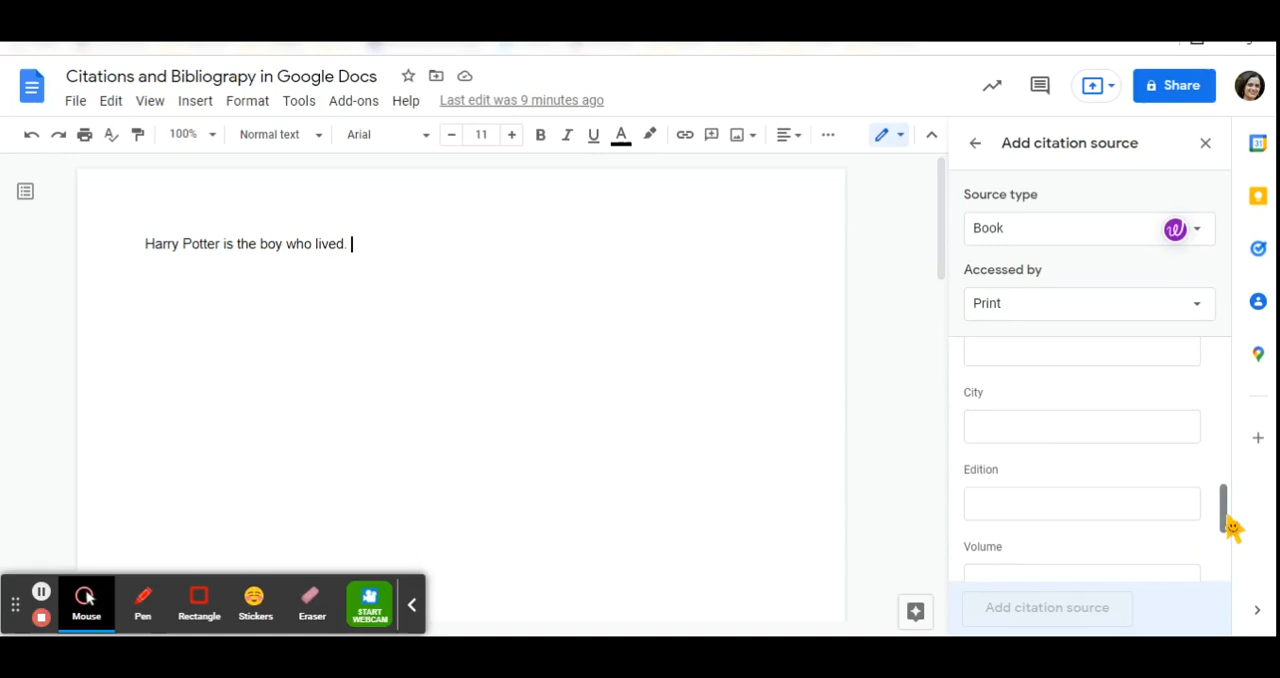 Citations and Bibliograpy in Google Docs
File Edit View Insert Format Tools Add-ons Help Last edit was 9 minutes ago
Share
100% Normal text Arial 11 B I U A
Add citation source
Source type
Book
Accessed by
Print
Harry Potter is the boy who lived.
City
Edition
Volume
Add citation source
Mouse Pen Rectangle Stickers Eraser START WEBCAM